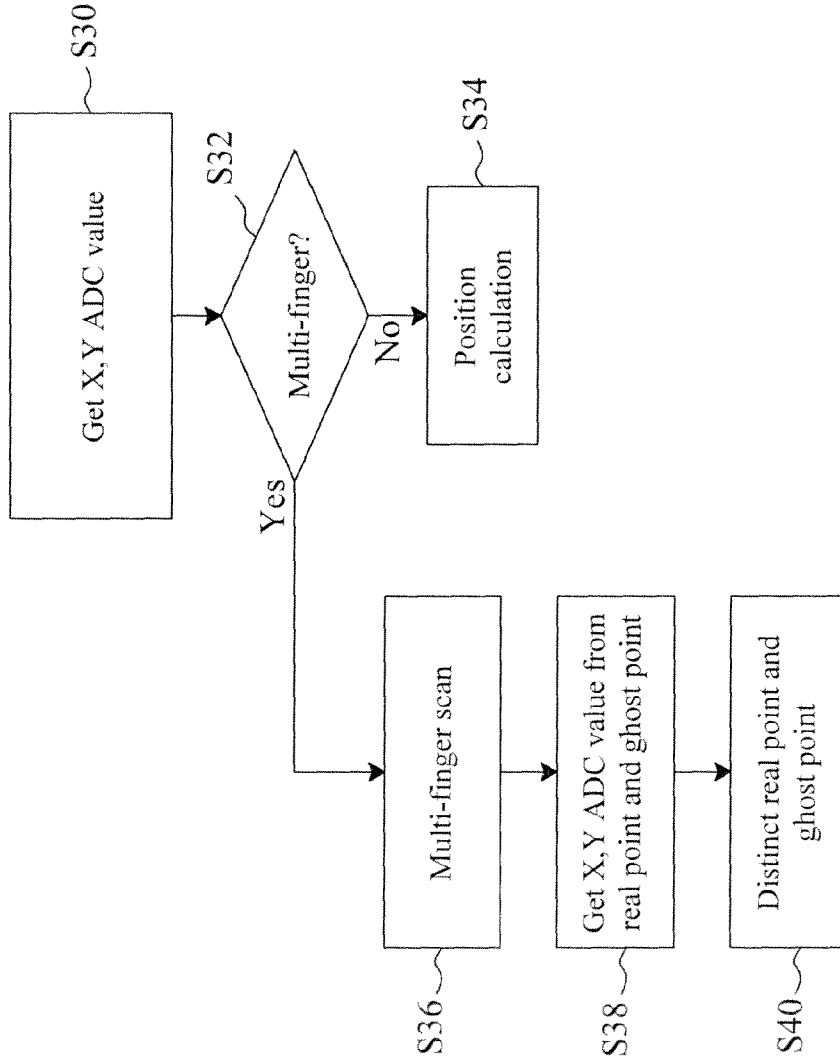 Get X,Y ADC value
S30
S32
Multi-finger?
Yes
No
Position
calculation
S34
Multi-finger scan
S36
Get X,Y ADC value from
real point and ghost point
S38
Distinct real point and
ghost point
S40